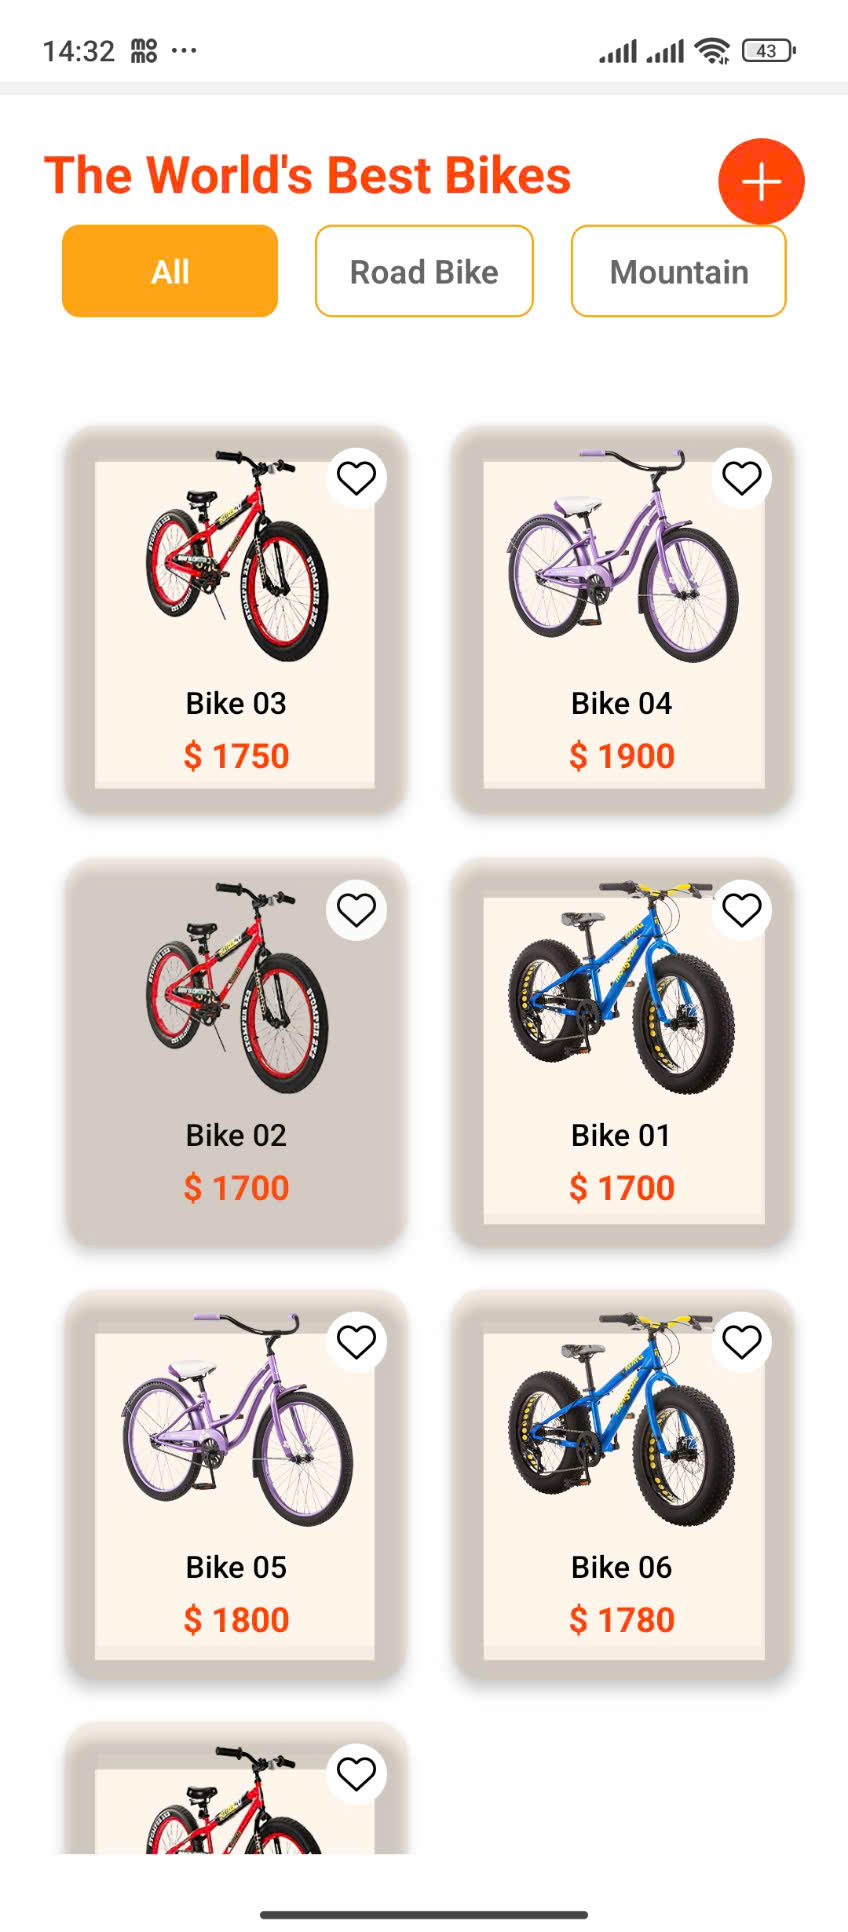 14:32 mo mo ... 43
The World's Best Bikes
All Road Bike Mountain
Bike 03 Bike 04
$ 1750 $ 1900
Bike 02 Bike 01
$ 1700 $ 1700
Bike 05 Bike 06
$ 1800 $ 1780